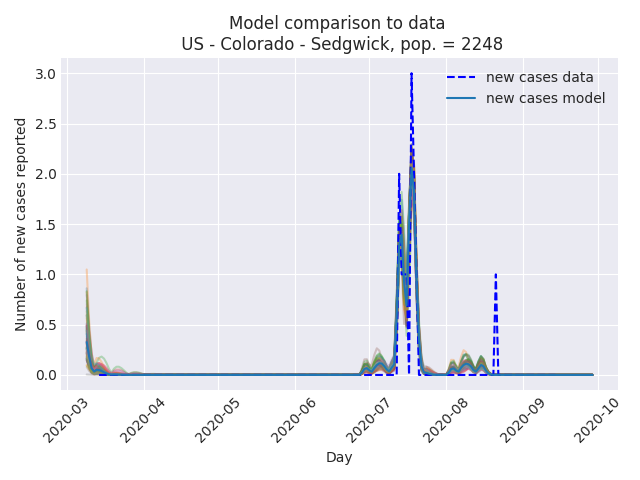 Model comparison to data
US - Colorado - Sedgwick, pop. = 2248
new cases data
new cases model
Number of new cases reported
3.0
2.5
2.0
1.5
1.0
0.5
0.0
2020-03
2020-04
2020-05
2020-06
2020-07
2020-08
2020-09
2020-10
Day